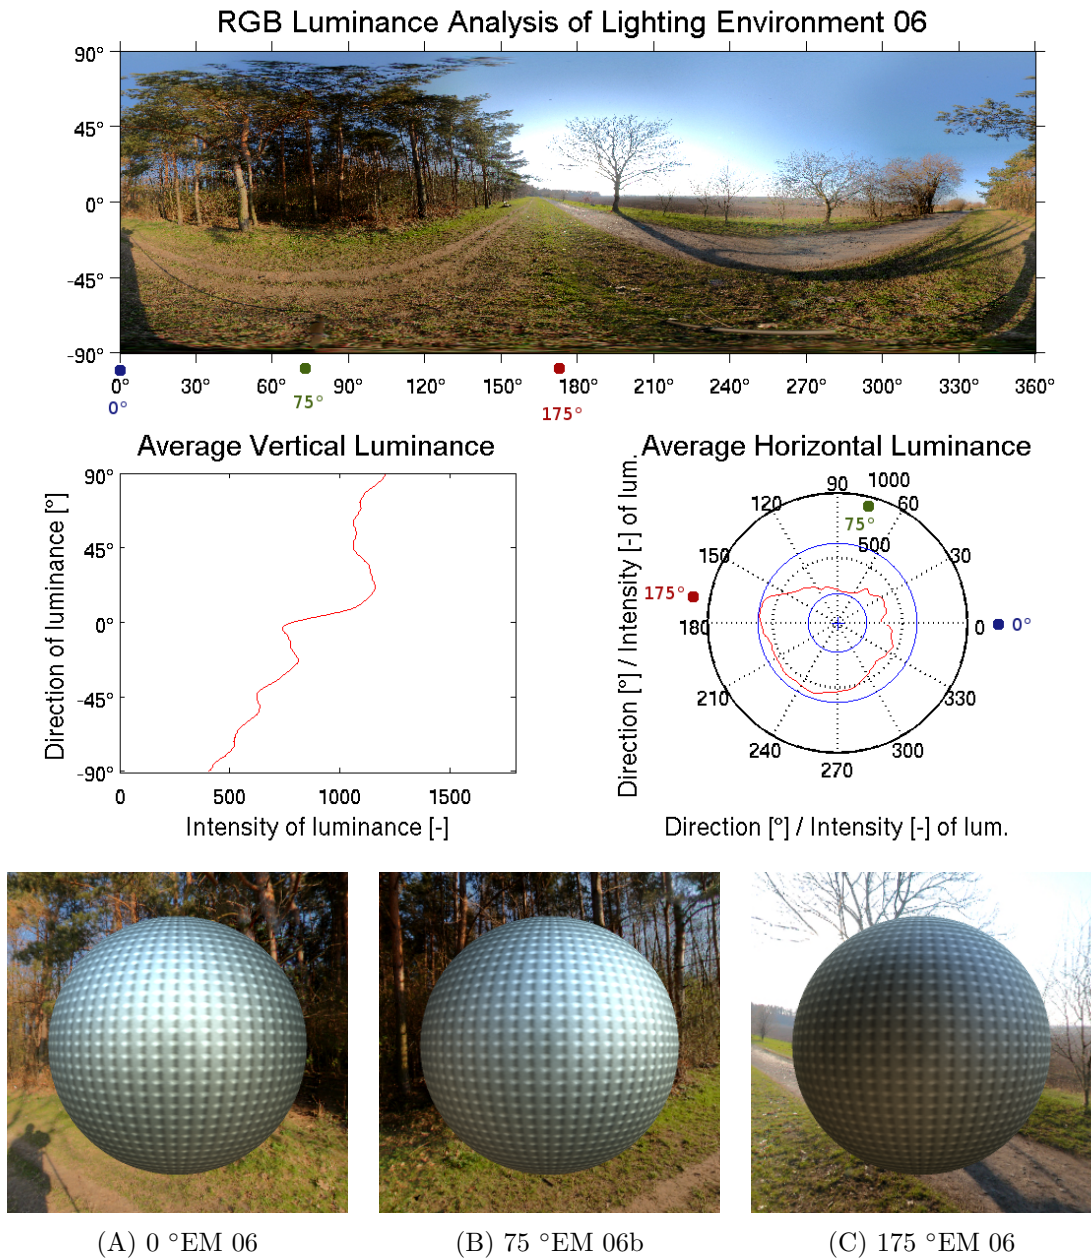 RGB Luminance Analysis of Lighting Environment 06
90°
45°
0°
-45°
-90°
0° 30° 60° 90° 120° 150° 180° 210° 240° 270° 300° 330° 360°
0° 75° 175°
Average Vertical Luminance
Direction of luminance [°]
90°
45°
0°
-45°
-90°
0 500 1000 1500
Intensity of luminance [-]
Average Horizontal Luminance
Direction [°] / Intensity [-] of lum.
90 1000
120 60
75°
500
150 30
175°
180 0 0°
210 330
240 300
270
Direction [°] / Intensity [-] of lum.
(A) 0 °EM 06 (B) 75 °EM 06b (C) 175 °EM 06